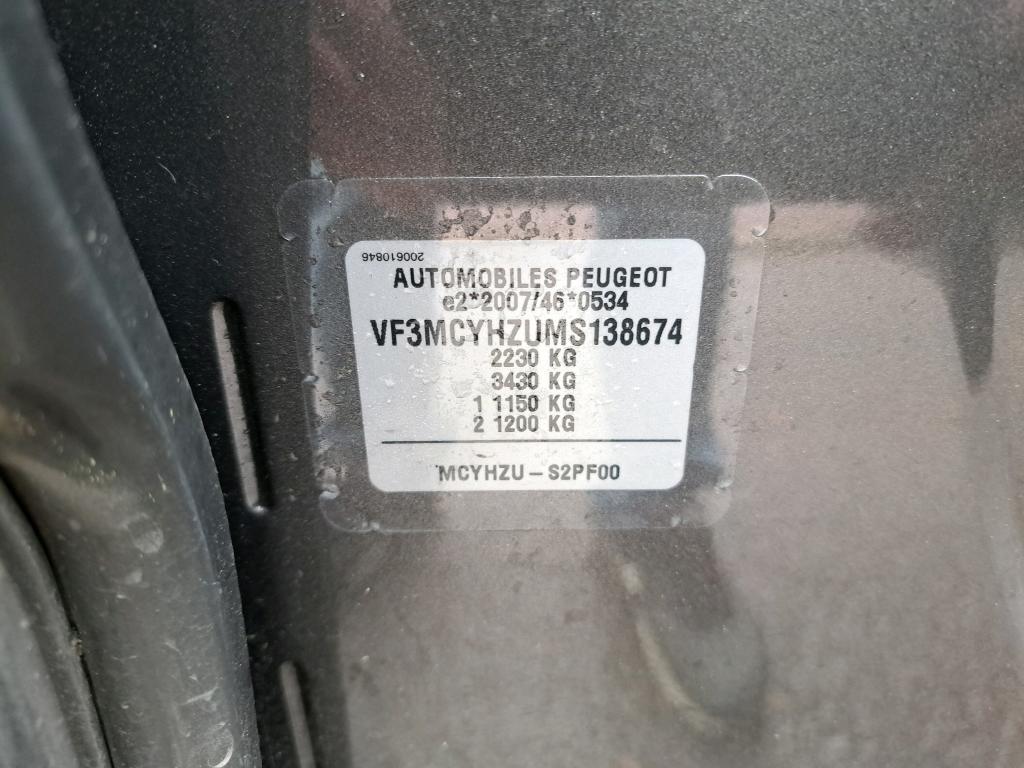 200610846
AUTOMOBILES PEUGEOT
e2*2007/46*0534
VF3MCYHZUMS138674
2230 KG
3430 KG
1 1150 KG
2 1200 KG
MCYHZU – S2PF00